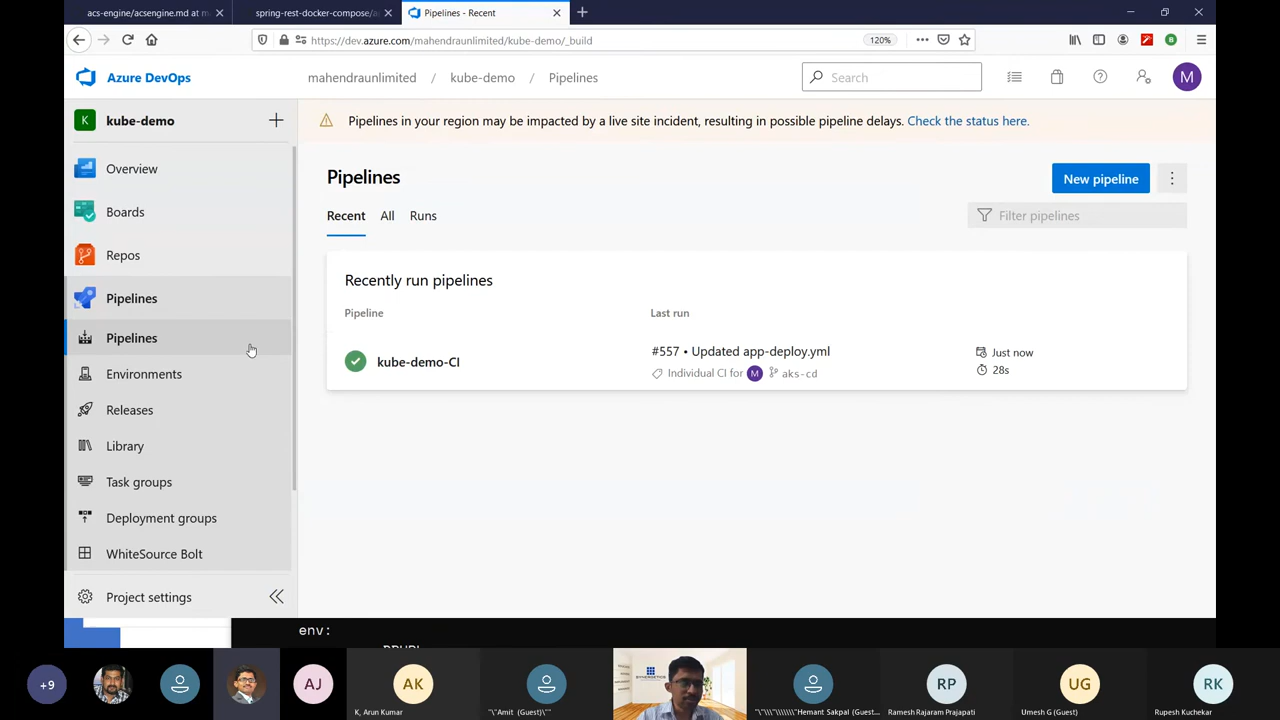 acs-engine/acsengine.md at m
spring-rest-docker-compose/a
Pipelines - Recent
https://dev.azure.com/mahendraunlimited/kube-demo/_build
120%
B
Azure DevOps
mahendraunlimited / kube-demo / Pipelines
Search
M
K kube-demo
Pipelines in your region may be impacted by a live site incident, resulting in possible pipeline delays. Check the status here.
Overview
Boards
Repos
Pipelines
Pipelines
Environments
Releases
Library
Task groups
Deployment groups
WhiteSource Bolt
Project settings
Pipelines
New pipeline
Recent All Runs
Filter pipelines
Recently run pipelines
Pipeline Last run
kube-demo-CI
#557 • Updated app-deploy.yml
Individual CI for M aks-cd
Just now
28s
env:
+9
AJ
AK
RP
UG
RK
SYNERGETICS
K, Arun Kumar
"\"Amit (Guest)\""
"\"\\\"\\\\\\\"Hemant Sakpal (Guest...
Ramesh Rajaram Prajapati
Umesh G (Guest)
Rupesh Kuchekar